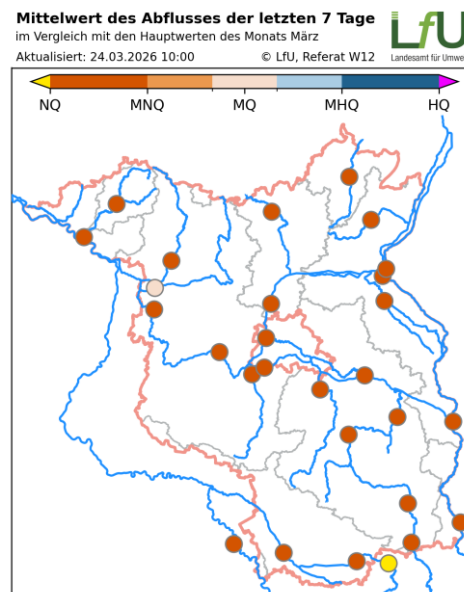 Mittelwert des Abflusses der letzten 7 Tage
im Vergleich mit den Hauptwerten des Monats März
Aktualisiert: 24.03.2026 10:00
© LfU, Referat W12
LfU
Landesamt für Umwe
NQ
MNQ
MQ
MHQ
HQ